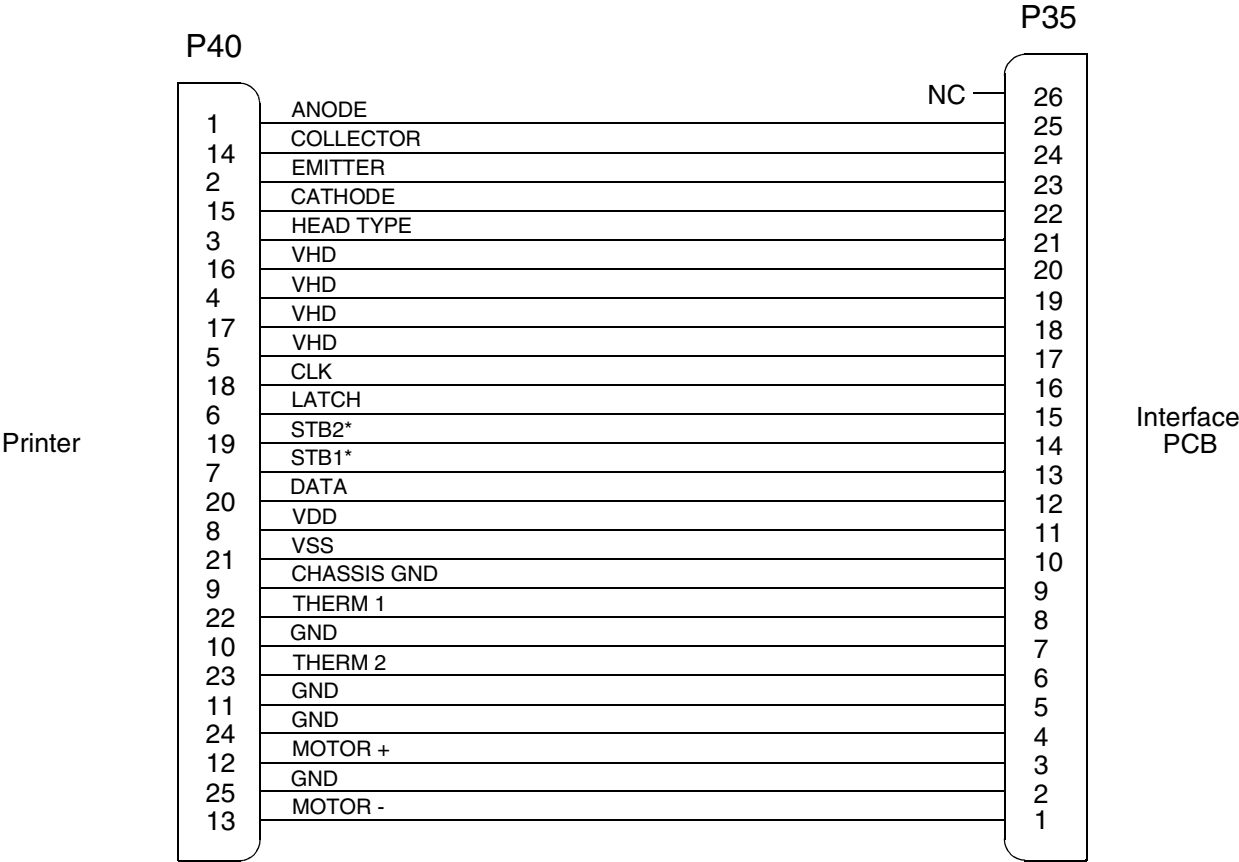 P40
P35
NC 26
1 ANODE 25
14 COLLECTOR 24
2 EMITTER 23
15 CATHODE 22
3 HEAD TYPE 21
16 VHD 20
4 VHD 19
17 VHD 18
5 VHD 17
18 CLK 16
6 LATCH 15
19 STB2* 14
7 STB1* 13
20 DATA 12
8 VDD 11
21 VSS 10
9 CHASSIS GND 9
22 THERM 1 8
10 GND 7
23 THERM 2 6
11 GND 5
24 GND 4
12 MOTOR + 3
25 GND 2
13 MOTOR - 1
Printer
Interface
PCB